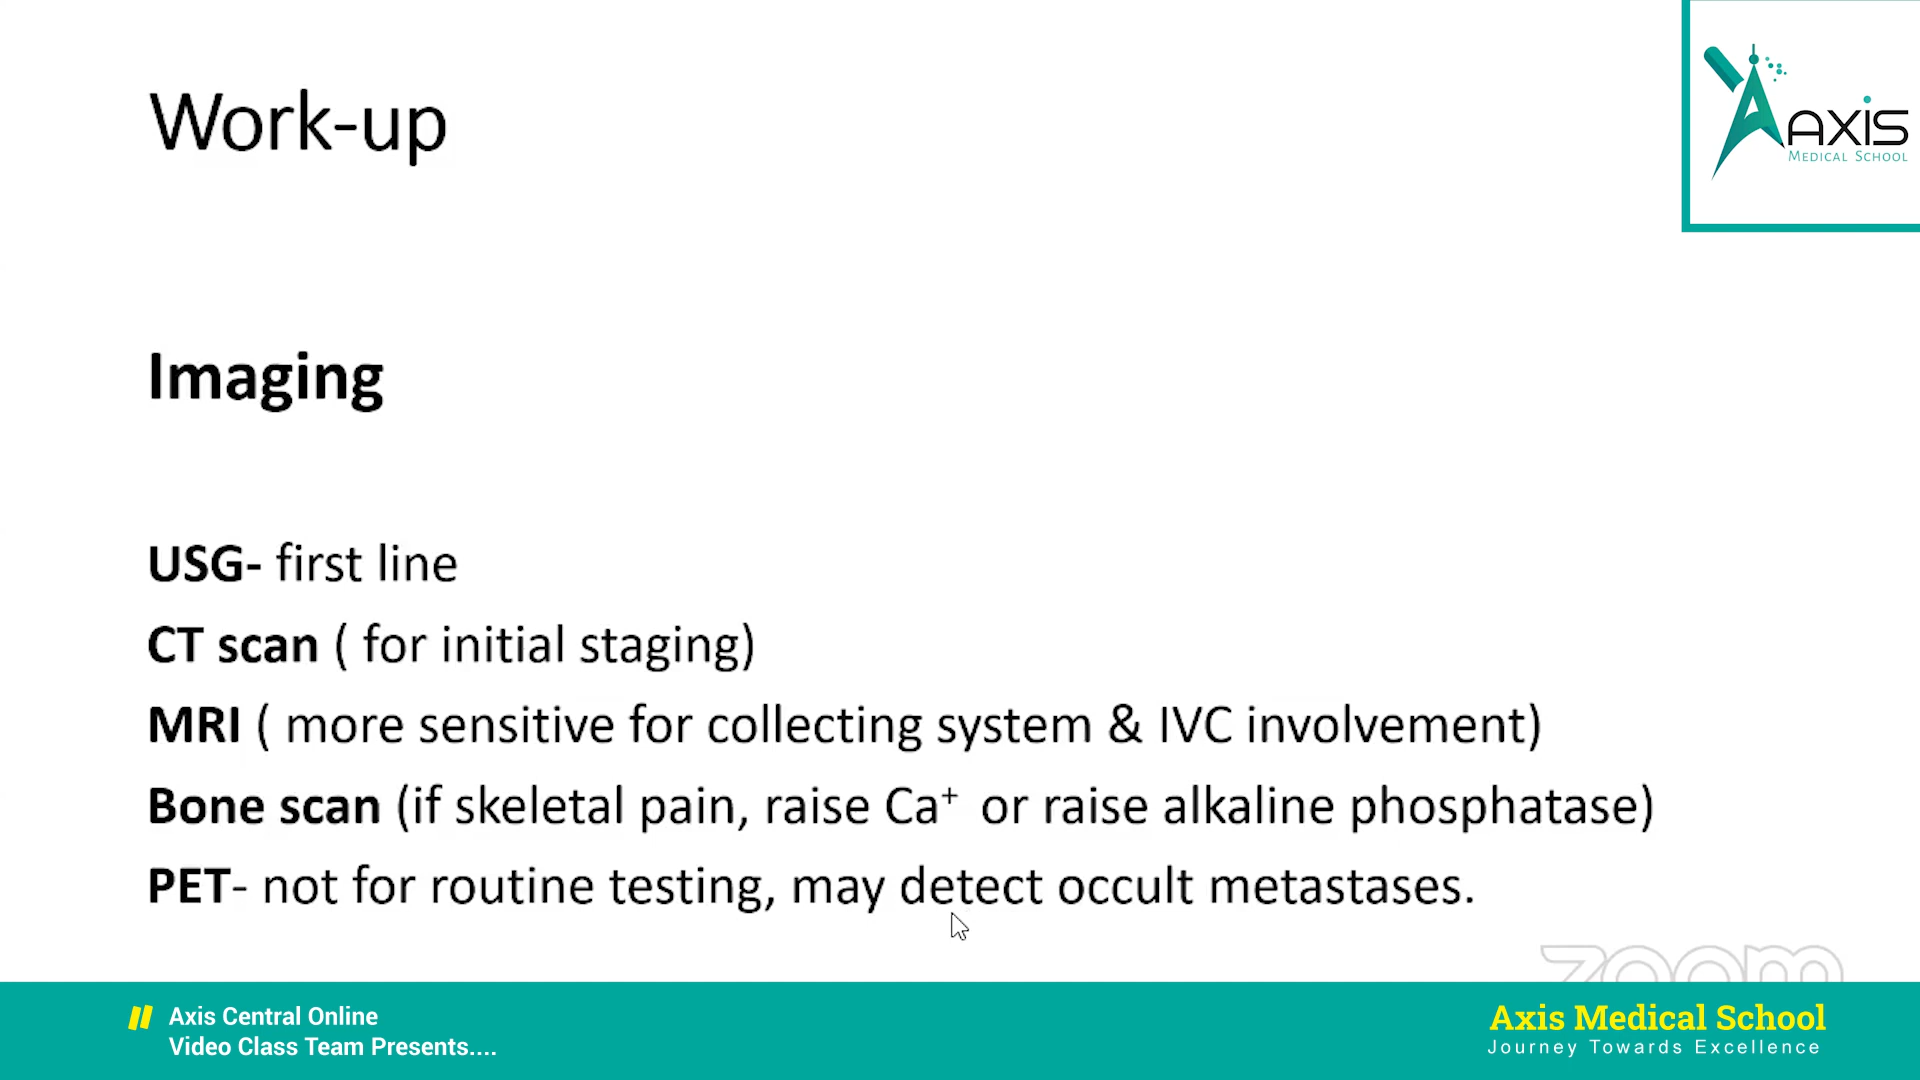 Work-up
AXIS
MEDICAL SCHOOL
Imaging
USG- first line
CT scan ( for initial staging)
MRI ( more sensitive for collecting system & IVC involvement)
Bone scan (if skeletal pain, raise Ca⁺ or raise alkaline phosphatase)
PET- not for routine testing, may detect occult metastases.
zoom
Axis Central Online
Video Class Team Presents....
Axis Medical School
Journey Towards Excellence